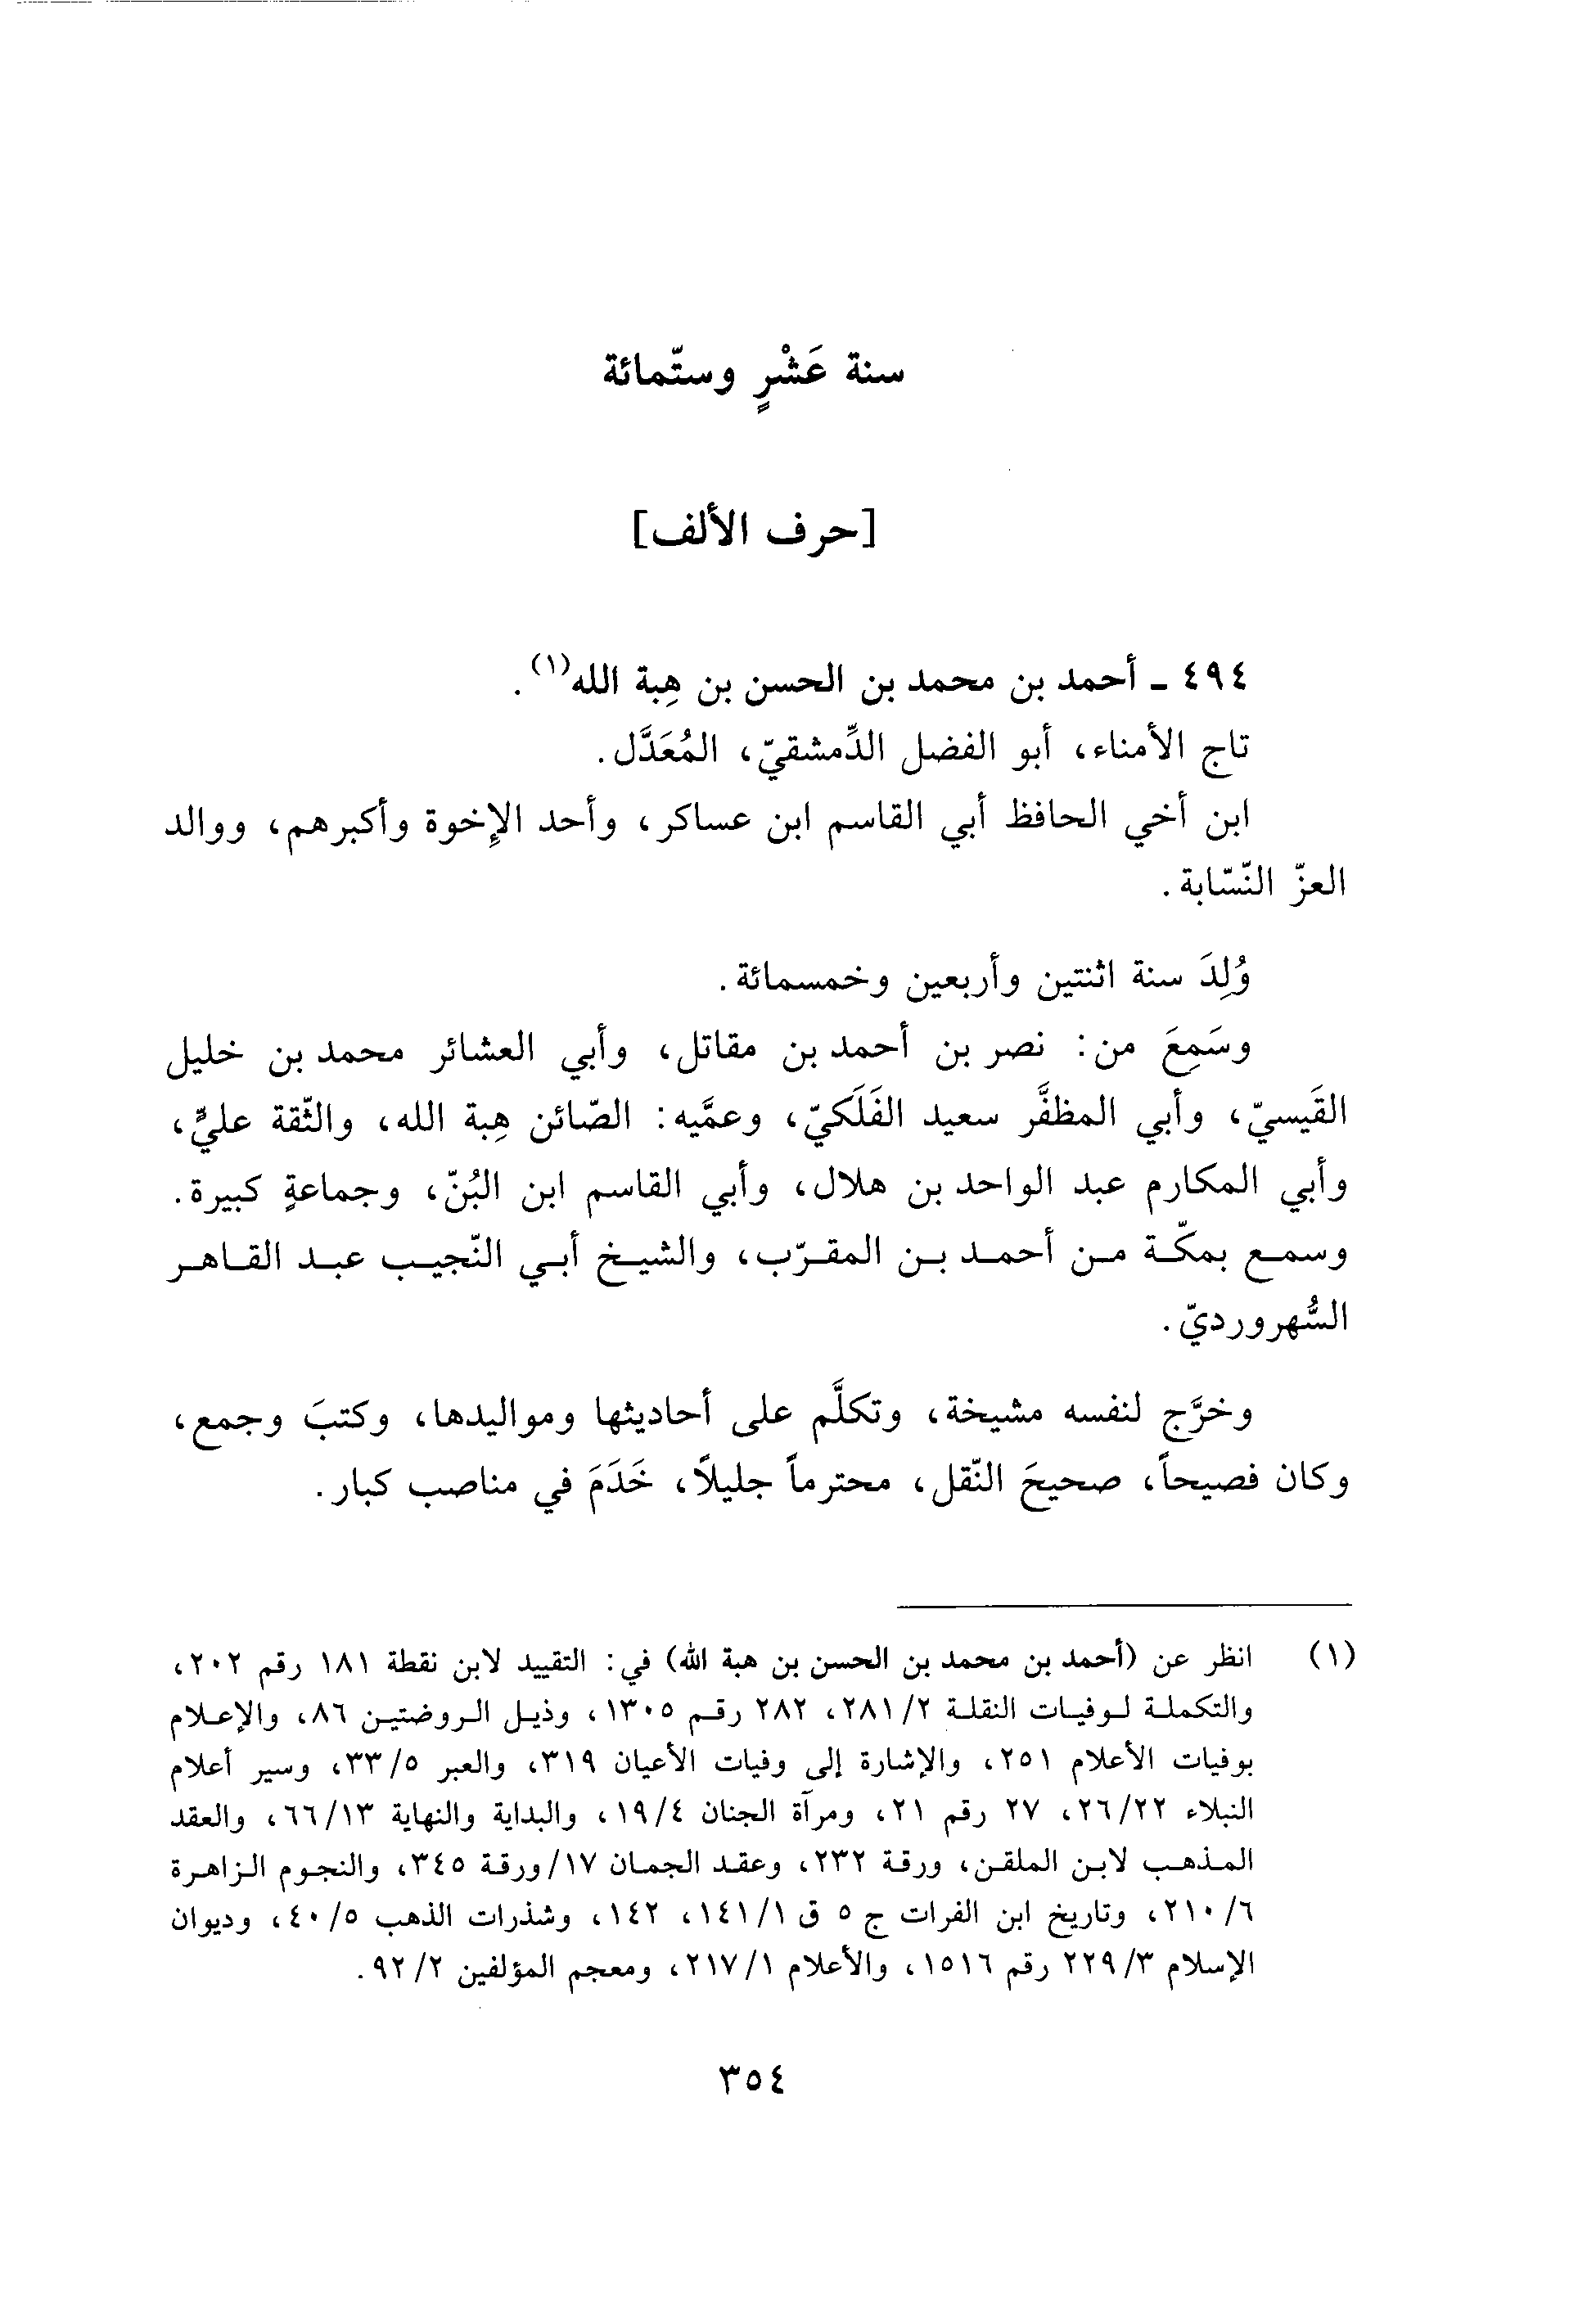 سنة عَشْرٍ وستّمائة
[حرف الألف]
٤٩٤ ـ أحمد بن محمد بن الحسن بن هِبة الله(١).
تاج الأمناء، أبو الفضل الدِّمشقيّ، المُعَدَّل.
ابن أخي الحافظ أبي القاسم ابن عساكر، وأحد الإِخوة وأكبرهم، ووالد
العزّ النّسّابة.
وُلِدَ سنة اثنتين وأربعين وخمسمائة.
وسَمِعَ من: نصر بن أحمد بن مقاتل، وأبي العشائر محمد بن خليل
القَيسيّ، وأبي المظفَّر سعيد الفَلَكيّ، وعمَّيه: الصّائن هِبة الله، والثّقة عليٍّ،
وأبي المكارم عبد الواحد بن هلال، وأبي القاسم ابن البُنّ، وجماعةٍ كبيرة.
وسمع بمكّة من أحمد بن المقرّب، والشيخ أبي النّجيب عبد القاهر
السُّهرورديّ.
وخرَّج لنفسه مشيخة، وتكلَّم على أحاديثها ومواليدها، وكتبَ وجمع،
وكان فصيحاً، صحيحَ النّقل، محترماً جليلاً، خَدَمَ في مناصب كبار.
(١) انظر عن (أحمد بن محمد بن الحسن بن هبة الله) في: التقييد لابن نقطة ١٨١ رقم ٢٠٢،
والتكملة لوفيات النقلة ٢/ ٢٨١، ٢٨٢ رقم ١٣٠٥، وذيل الروضتين ٨٦، والإعلام
بوفيات الأعلام ٢٥١، والإشارة إلى وفيات الأعيان ٣١٩، والعبر ٥/ ٣٣، وسير أعلام
النبلاء ٢٢/ ٢٦، ٢٧ رقم ٢١، ومرآة الجنان ٤/ ١٩، والبداية والنهاية ١٣/ ٦٦، والعقد
المذهب لابن الملقن، ورقة ٢٣٢، وعقد الجمان ١٧/ ورقة ٣٤٥، والنجوم الزاهرة
٦/ ٢١٠، وتاريخ ابن الفرات ج ٥ ق ١/ ١٤١، ١٤٢، وشذرات الذهب ٥/ ٤٠، وديوان
الإسلام ٣/ ٢٢٩ رقم ١٥١٦، والأعلام ١/ ٢١٧، ومعجم المؤلفين ٢/ ٩٢.
٣٥٤